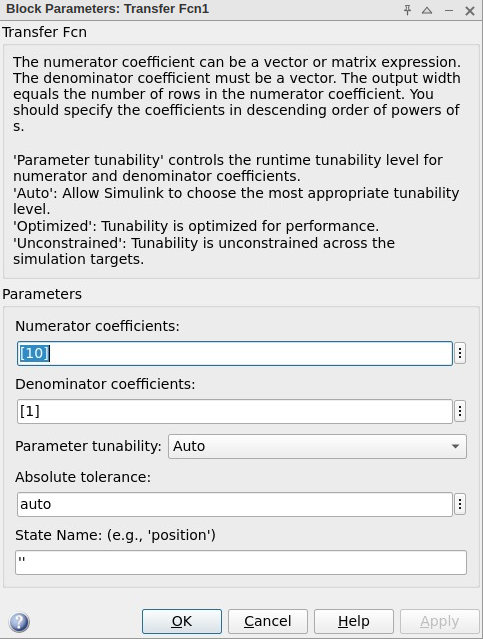 Block Parameters: Transfer Fcn1
Transfer Fcn
The numerator coefficient can be a vector or matrix expression.
The denominator coefficient must be a vector. The output width
equals the number of rows in the numerator coefficient. You
should specify the coefficients in descending order of powers of
s.
'Parameter tunability' controls the runtime tunability level for
numerator and denominator coefficients.
'Auto': Allow Simulink to choose the most appropriate tunability
level.
'Optimized': Tunability is optimized for performance.
'Unconstrained': Tunability is unconstrained across the
simulation targets.
Parameters
Numerator coefficients:
[10]
Denominator coefficients:
[1]
Parameter tunability: Auto
Absolute tolerance:
auto
State Name: (e.g., 'position')
''
? OK Cancel Help Apply